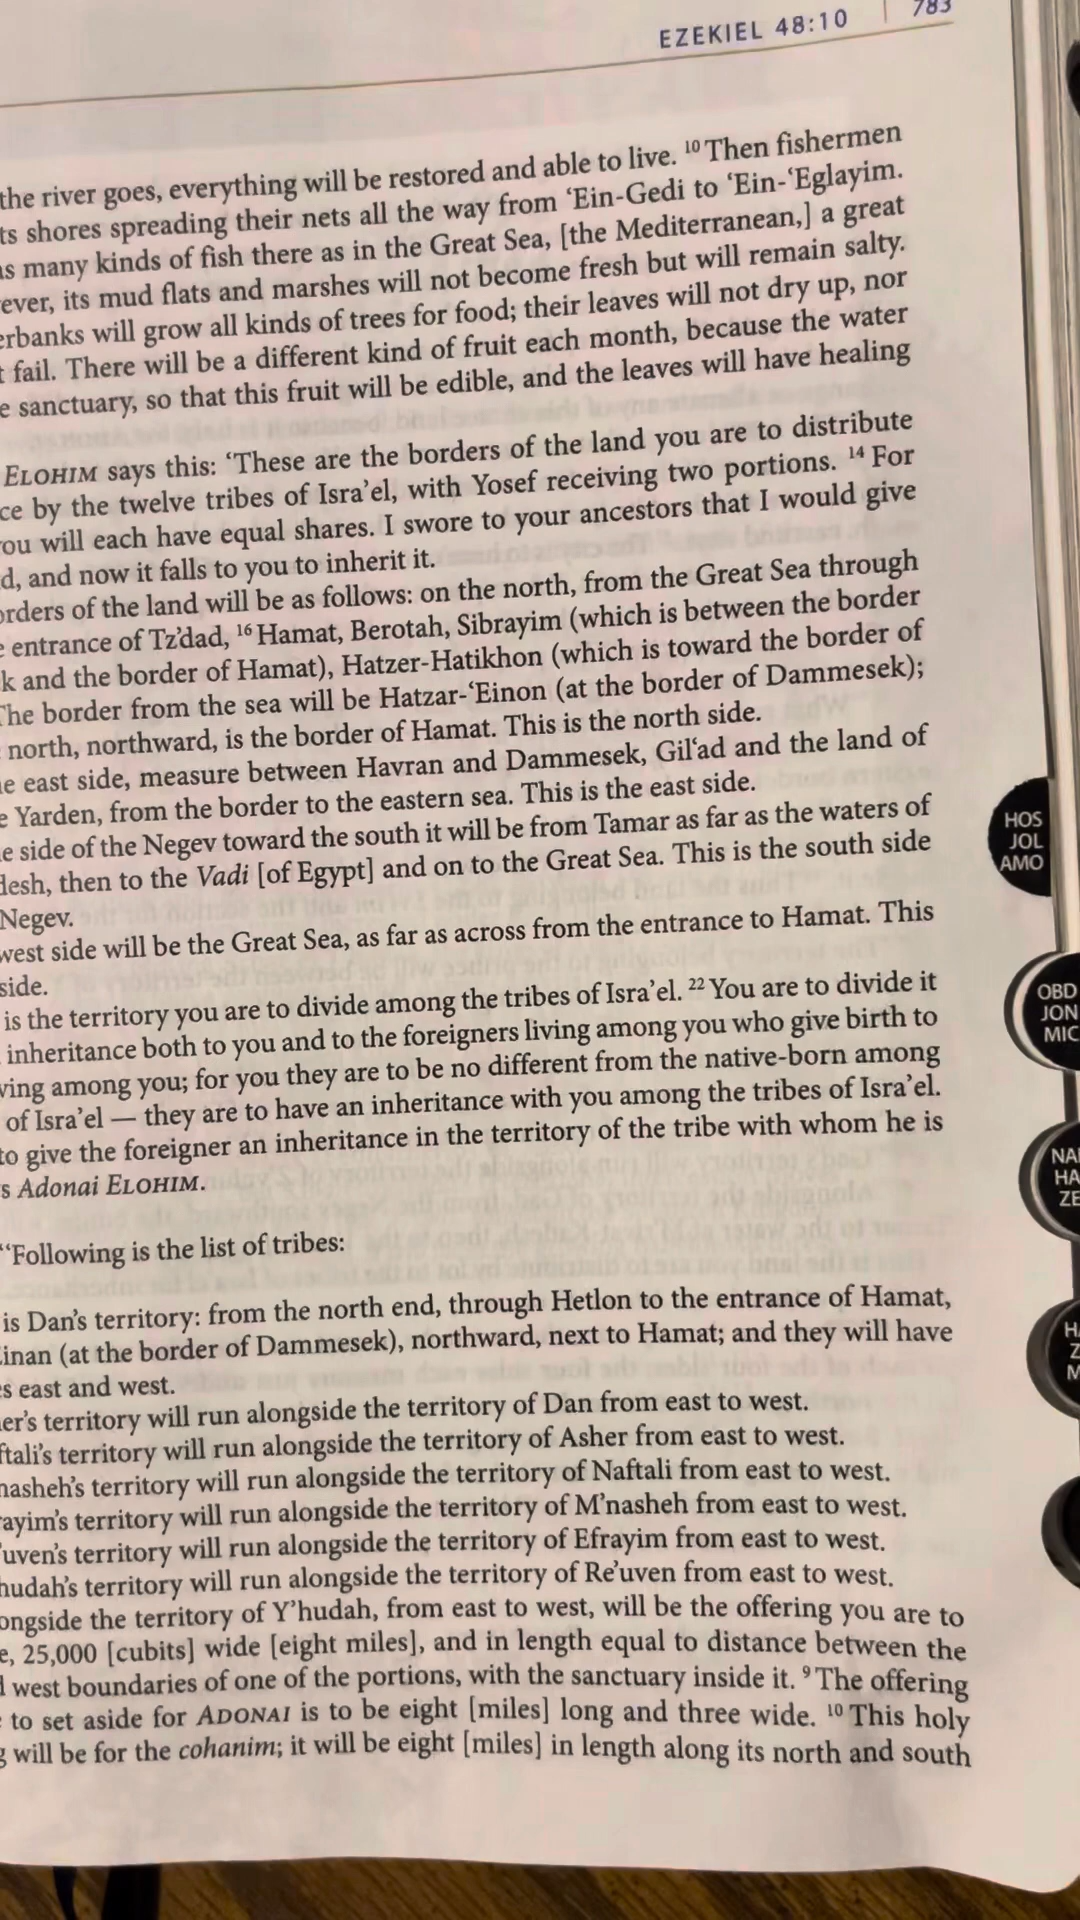 EZEKIEL 48:10 | 783
the river goes, everything will be restored and able to live. 10 Then fishermen
ts shores spreading their nets all the way from ‘Ein-Gedi to ‘Ein-‘Eglayim.
as many kinds of fish there as in the Great Sea, [the Mediterranean,] a great
ever, its mud flats and marshes will not become fresh but will remain salty.
erbanks will grow all kinds of trees for food; their leaves will not dry up, nor
t fail. There will be a different kind of fruit each month, because the water
e sanctuary, so that this fruit will be edible, and the leaves will have healing
ELOHIM says this: ‘These are the borders of the land you are to distribute
ce by the twelve tribes of Isra’el, with Yosef receiving two portions. 14 For
you will each have equal shares. I swore to your ancestors that I would give
d, and now it falls to you to inherit it.
orders of the land will be as follows: on the north, from the Great Sea through
e entrance of Tz’dad, 16 Hamat, Berotah, Sibrayim (which is between the border
k and the border of Hamat), Hatzer-Hatikhon (which is toward the border of
The border from the sea will be Hatzar-‘Einon (at the border of Dammesek);
north, northward, is the border of Hamat. This is the north side.
e east side, measure between Havran and Dammesek, Gil‘ad and the land of
e Yarden, from the border to the eastern sea. This is the east side.
e side of the Negev toward the south it will be from Tamar as far as the waters of
desh, then to the Vadi [of Egypt] and on to the Great Sea. This is the south side
Negev.
west side will be the Great Sea, as far as across from the entrance to Hamat. This
side.
is the territory you are to divide among the tribes of Isra’el. 22 You are to divide it
inheritance both to you and to the foreigners living among you who give birth to
ving among you; for you they are to be no different from the native-born among
of Isra’el — they are to have an inheritance with you among the tribes of Isra’el.
to give the foreigner an inheritance in the territory of the tribe with whom he is
s Adonai ELOHIM.
“Following is the list of tribes:
is Dan’s territory: from the north end, through Hetlon to the entrance of Hamat,
Einan (at the border of Dammesek), northward, next to Hamat; and they will have
es east and west.
er’s territory will run alongside the territory of Dan from east to west.
ftali’s territory will run alongside the territory of Asher from east to west.
nasheh’s territory will run alongside the territory of Naftali from east to west.
rayim’s territory will run alongside the territory of M’nasheh from east to west.
’uven’s territory will run alongside the territory of Efrayim from east to west.
hudah’s territory will run alongside the territory of Re’uven from east to west.
ongside the territory of Y’hudah, from east to west, will be the offering you are to
e, 25,000 [cubits] wide [eight miles], and in length equal to distance between the
d west boundaries of one of the portions, with the sanctuary inside it. 9 The offering
to set aside for ADONAI is to be eight [miles] long and three wide. 10 This holy
g will be for the cohanim; it will be eight [miles] in length along its north and south
HOS
JOL
AMO
OBD
JON
MIC
NA
HA
ZE
H
Z
M